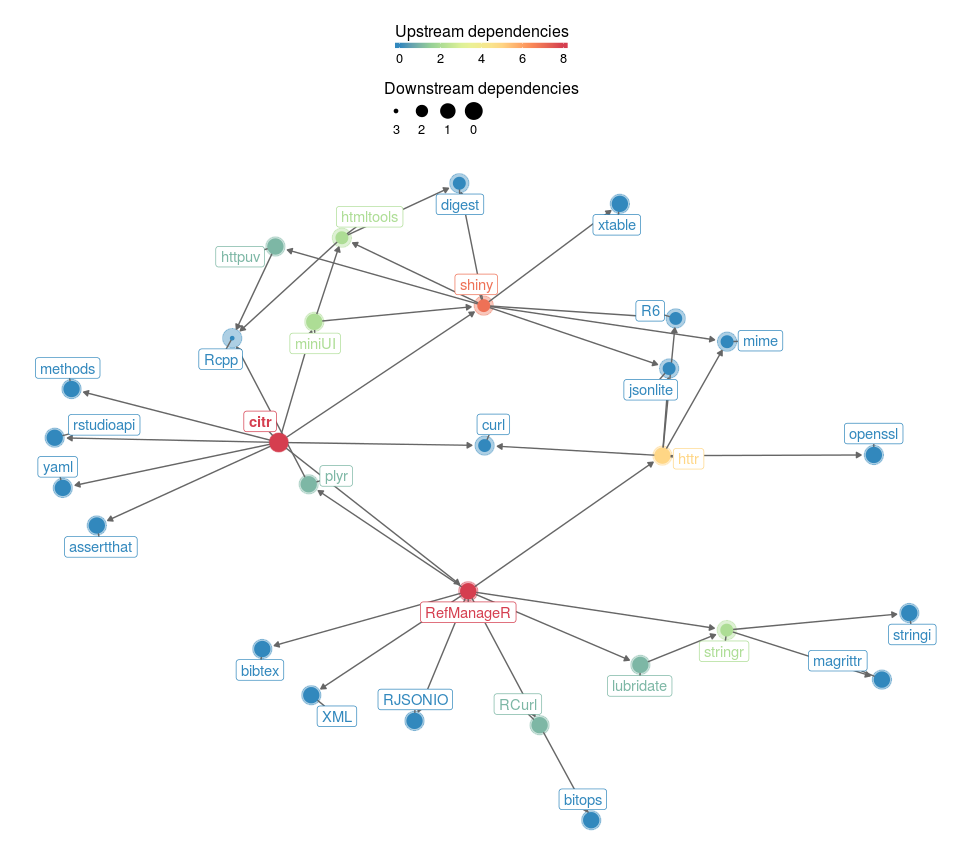 Upstream dependencies
0 2 4 6 8
Downstream dependencies
3 2 1 0
digest
htmltools
xtable
httpuv
shiny
R6
mime
miniUI
Rcpp
methods
jsonlite
citr
rstudioapi
curl
openssl
httr
yaml
plyr
assertthat
RefManageR
stringi
stringr
magrittr
bibtex
lubridate
RJSONIO
RCurl
XML
bitops